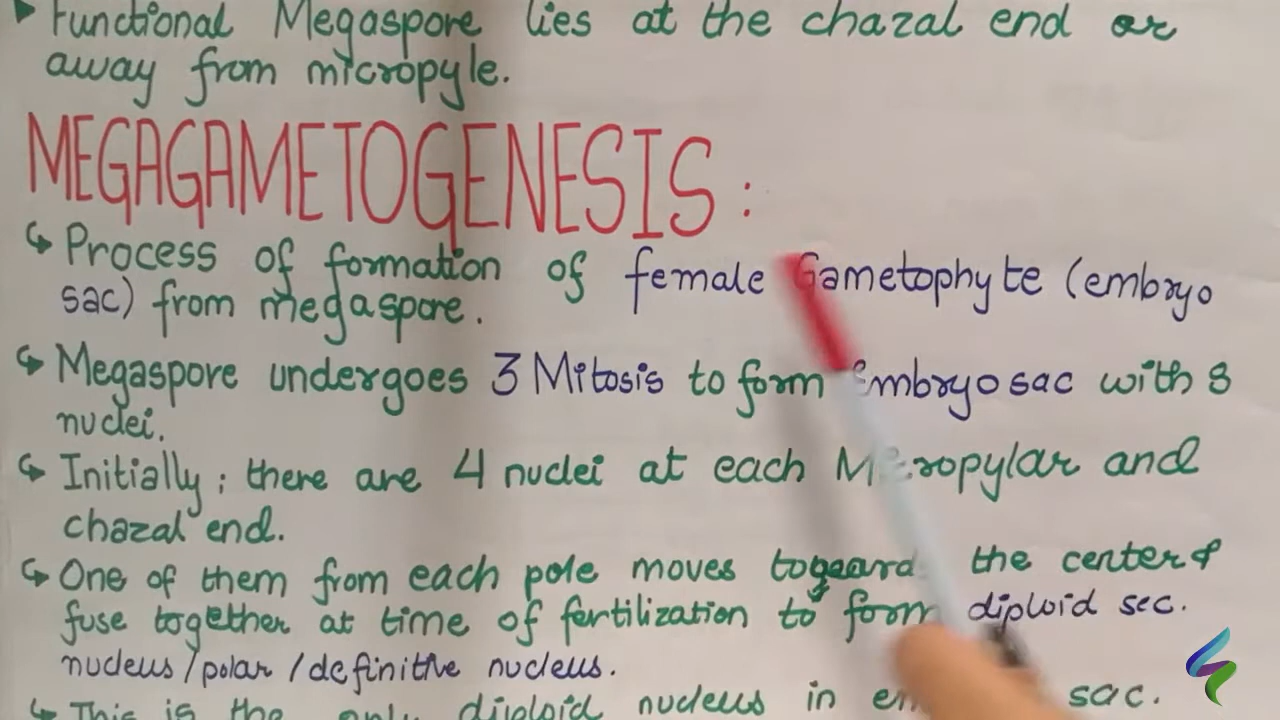 ▸ Functional Megaspore lies at the chazal end or
away from micropyle.
MEGAGAMETOGENESIS :
↳ Process of formation of female Gametophyte (embryo
sac) from megaspore.
↳ Megaspore undergoes 3 Mitosis to form Embryo sac with 8
nuclei.
↳ Initially ; there are 4 nuclei at each Micropylar and
chazal end.
↳ One of them from each pole moves the center &
fuse together at time of fertilization to form diploid sec.
nucleus / polar / definitive nucleus.
↳ This is the only diploid nucleus in sac.